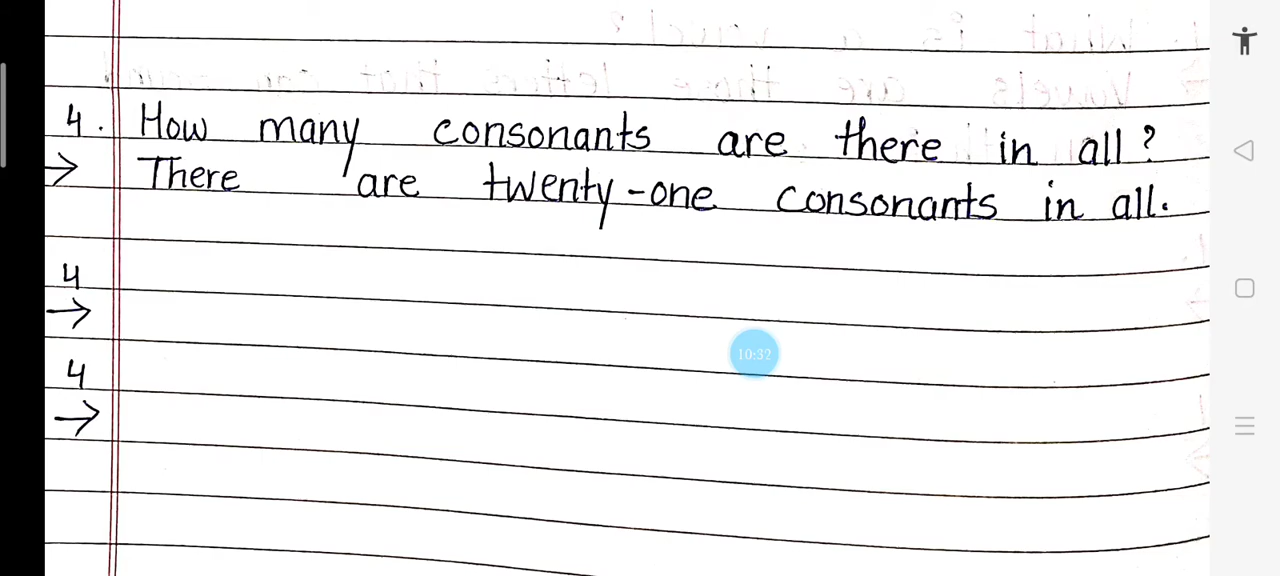 4. How many consonants are there in all?
→ There are twenty-one consonants in all.
4
→
4
→
10:32